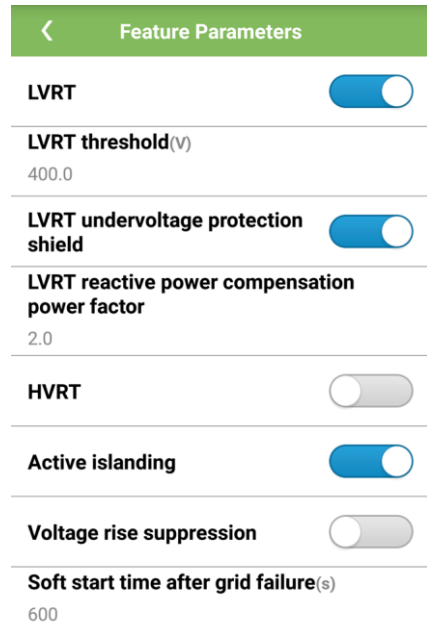 Feature Parameters
LVRT
LVRT threshold(V)
400.0
LVRT undervoltage protection
shield
LVRT reactive power compensation
power factor
2.0
HVRT
Active islanding
Voltage rise suppression
Soft start time after grid failure(s)
600